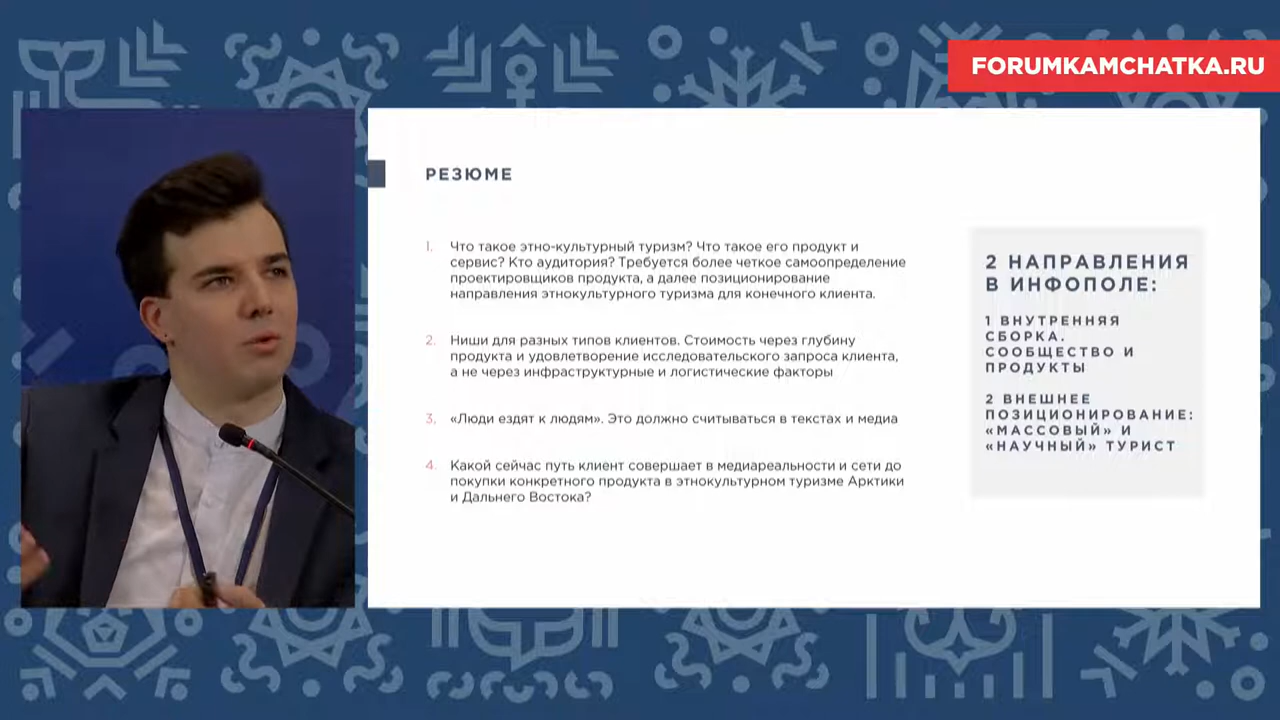 FORUMKAMCHATKA.RU
РЕЗЮМЕ
1. Что такое этно-культурный туризм? Что такое его продукт и
сервис? Кто аудитория? Требуется более четкое самоопределение
проектировщиков продукта, а далее позиционирование
направления этнокультурного туризма для конечного клиента.
2. Ниши для разных типов клиентов. Стоимость через глубину
продукта и удовлетворение исследовательского запроса клиента,
а не через инфраструктурные и логистические факторы
3. «Люди ездят к людям». Это должно считываться в текстах и медиа
4. Какой сейчас путь клиент совершает в медиареальности и сети до
покупки конкретного продукта в этнокультурном туризме Арктики
и Дальнего Востока?
2 НАПРАВЛЕНИЯ
В ИНФОПОЛЕ:
1 ВНУТРЕННЯЯ
СБОРКА.
СООБЩЕСТВО И
ПРОДУКТЫ
2 ВНЕШНЕЕ
ПОЗИЦИОНИРОВАНИЕ:
«МАССОВЫЙ» И
«НАУЧНЫЙ» ТУРИСТ